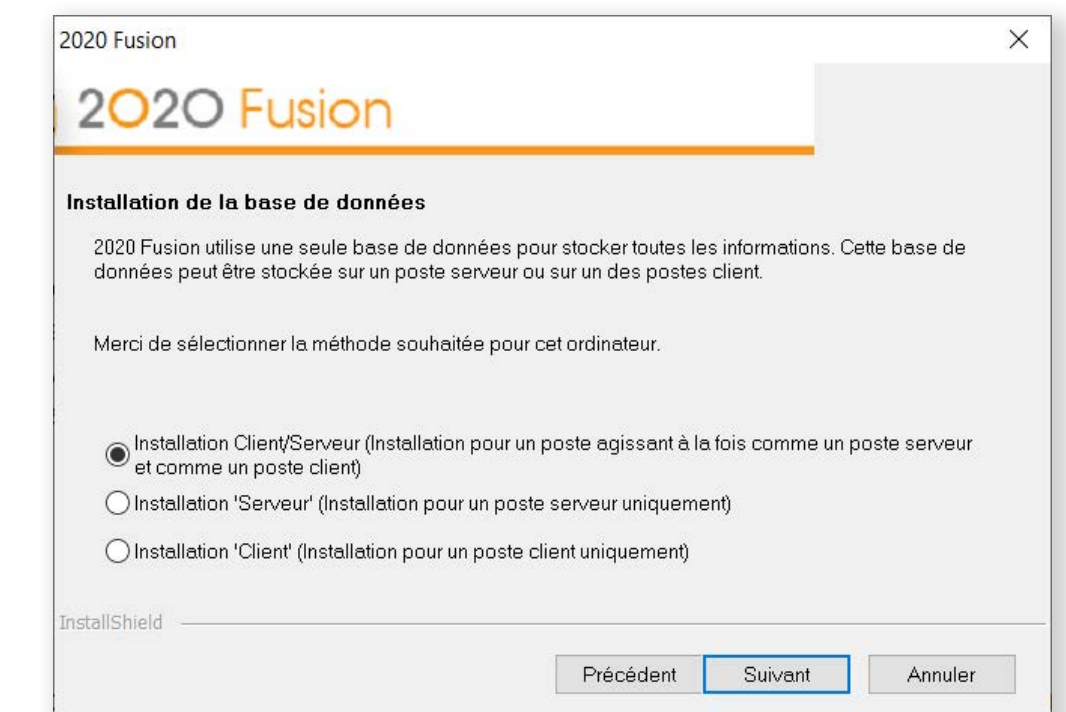 2020 Fusion
2020 Fusion
Installation de la base de données
2020 Fusion utilise une seule base de données pour stocker toutes les informations. Cette base de
données peut être stockée sur un poste serveur ou sur un des postes client.
Merci de sélectionner la méthode souhaitée pour cet ordinateur.
Installation Client/Serveur (Installation pour un poste agissant à la fois comme un poste serveur
et comme un poste client)
Installation 'Serveur' (Installation pour un poste serveur uniquement)
Installation 'Client' (Installation pour un poste client uniquement)
InstallShield
Précédent Suivant Annuler